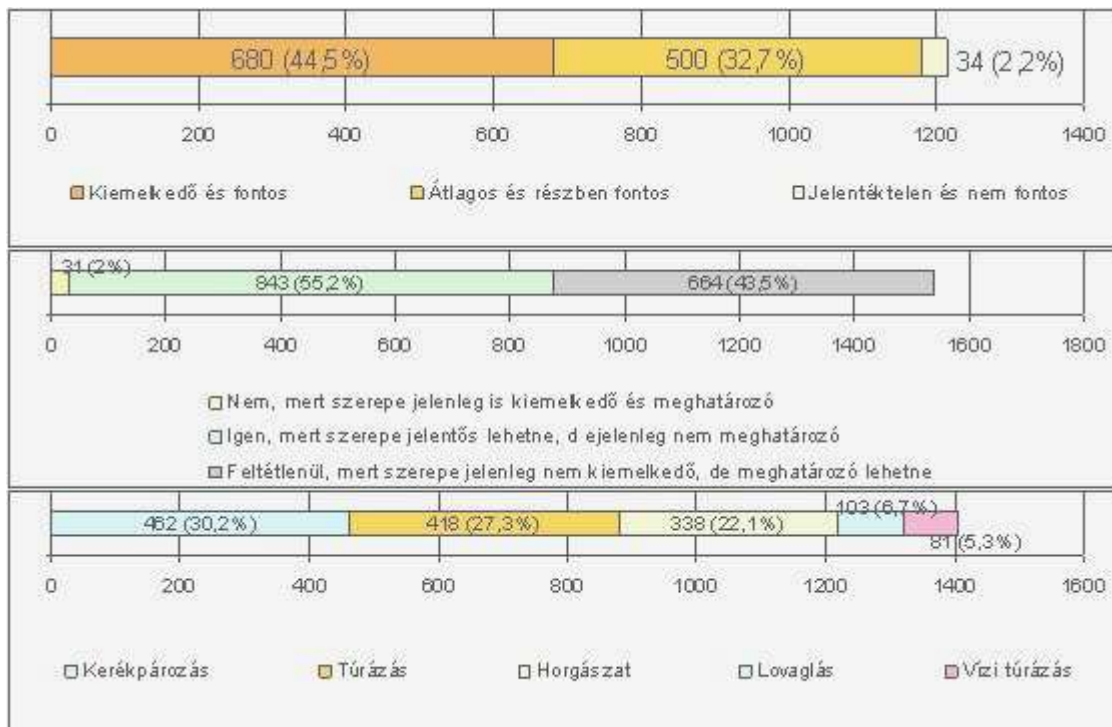 680 (44,5%) 500 (32,7%) 34 (2,2%)
0 200 400 600 800 1000 1200 1400
Kiemelkedő és fontos Átlagos és részben fontos Jelentéktelen és nem fontos
31 (2%)
843 (55,2%) 664 (43,5%)
0 200 400 600 800 1000 1200 1400 1600 1800
Nem, mert szerepe jelenleg is kiemelkedő és meghatározó
Igen, mert szerepe jelentős lehetne, d ejelenleg nem meghatározó
Feltétlenül, mert szerepe jelenleg nem kiemelkedő, de meghatározó lehetne
103 (6,7%)
462 (30,2%) 418 (27,3%) 338 (22,1%)
81 (5,3%)
0 200 400 600 800 1000 1200 1400 1600
Kerékpározás Túrázás Horgászat Lovaglás Vízi túrázás